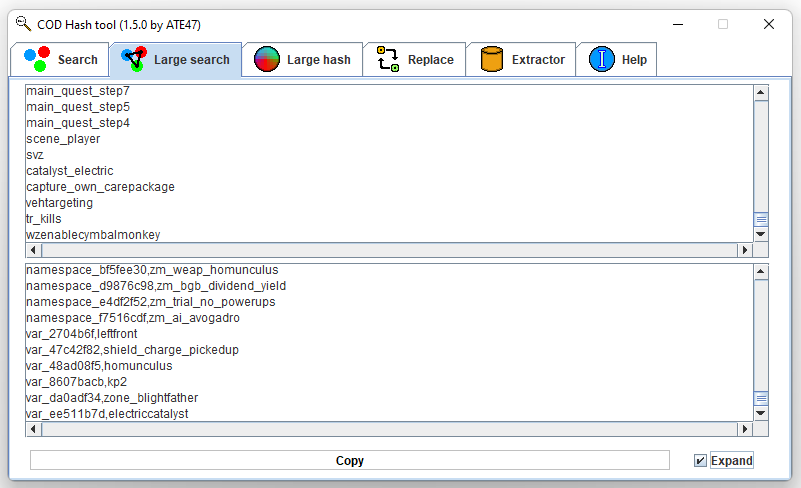 COD Hash tool (1.5.0 by ATE47)
Search
Large search
Large hash
Replace
Extractor
Help
main_quest_step7
main_quest_step5
main_quest_step4
scene_player
svz
catalyst_electric
capture_own_carepackage
vehtargeting
tr_kills
wzenablecymbalmonkey
namespace_bf5fee30,zm_weap_homunculus
namespace_d9876c98,zm_bgb_dividend_yield
namespace_e4df2f52,zm_trial_no_powerups
namespace_f7516cdf,zm_ai_avogadro
var_2704b6f,leftfront
var_47c42f82,shield_charge_pickedup
var_48ad08f5,homunculus
var_8607bacb,kp2
var_da0adf34,zone_blightfather
var_ee511b7d,electriccatalyst
Copy
Expand